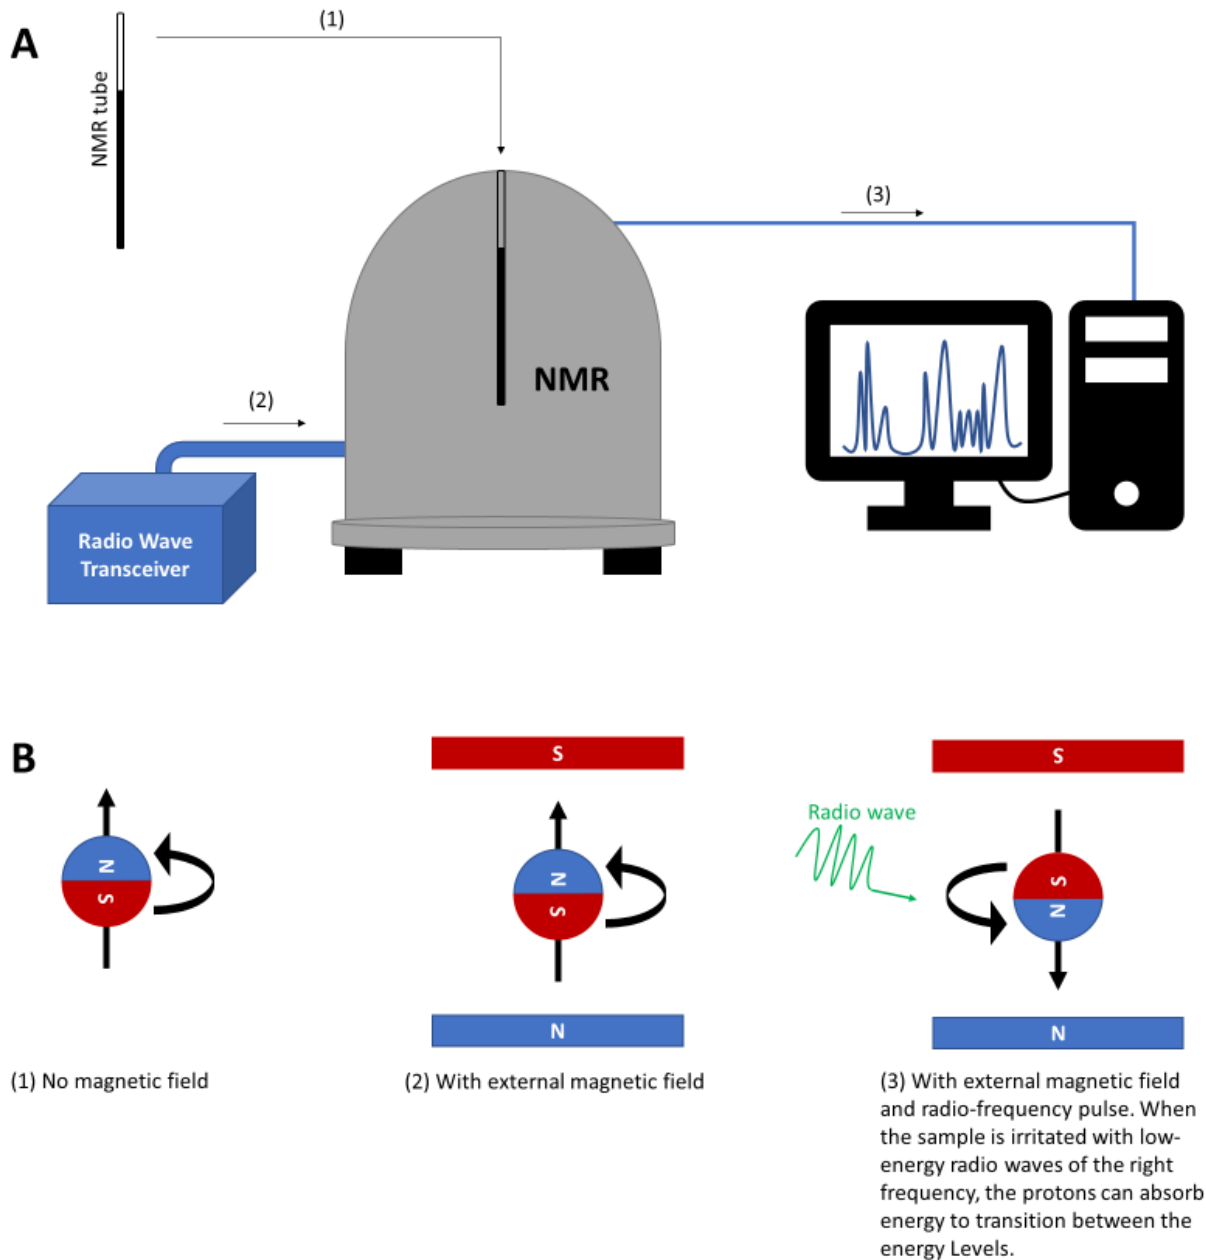 A
(1)
NMR tube
(3)
NMR
(2)
Radio Wave
Transceiver
B
S
S
Radio wave
N
S
N
S
S
N
N
N
(1) No magnetic field
(2) With external magnetic field
(3) With external magnetic field
and radio-frequency pulse. When
the sample is irritated with low-
energy radio waves of the right
frequency, the protons can absorb
energy to transition between the
energy Levels.